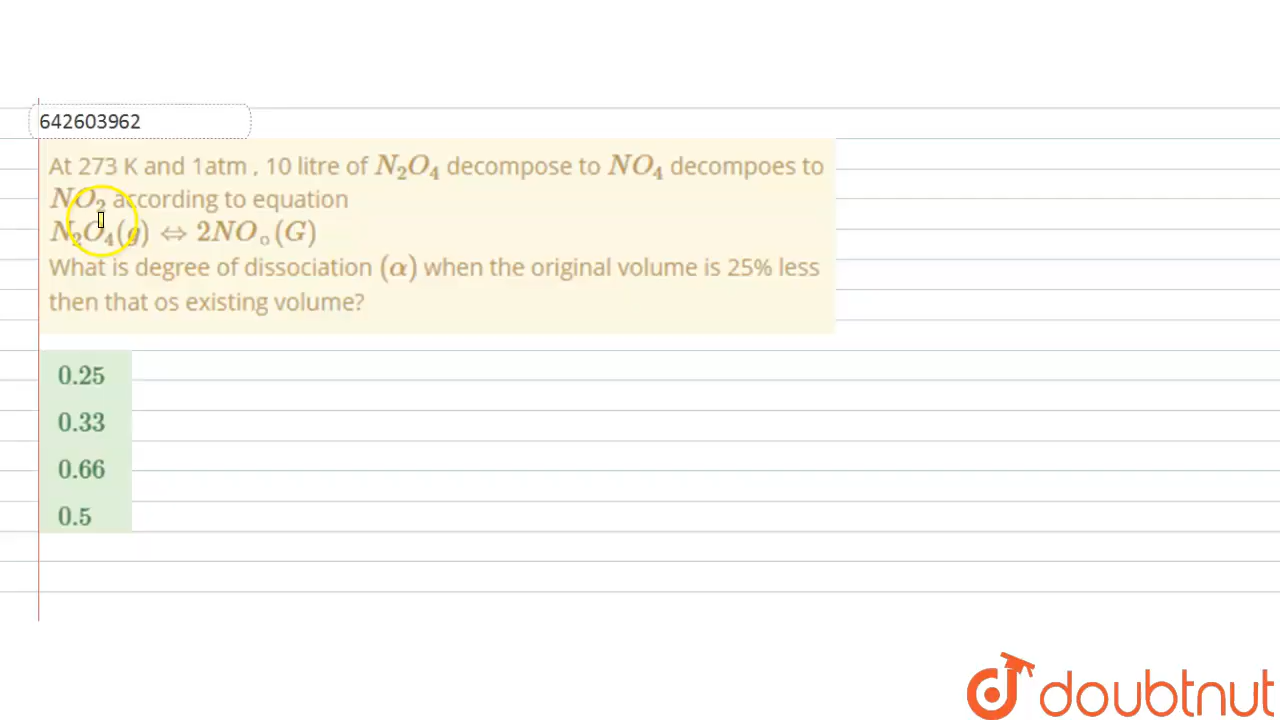 642603962
At 273 K and 1atm , 10 litre of N₂O₄ decompose to NO₄ decompoes to
NO₂ according to equation
N₂O₄(g) ⇔ 2NO∘(G)
What is degree of dissociation (α) when the original volume is 25% less
then that os existing volume?
0.25
0.33
0.66
0.5
doubtnut